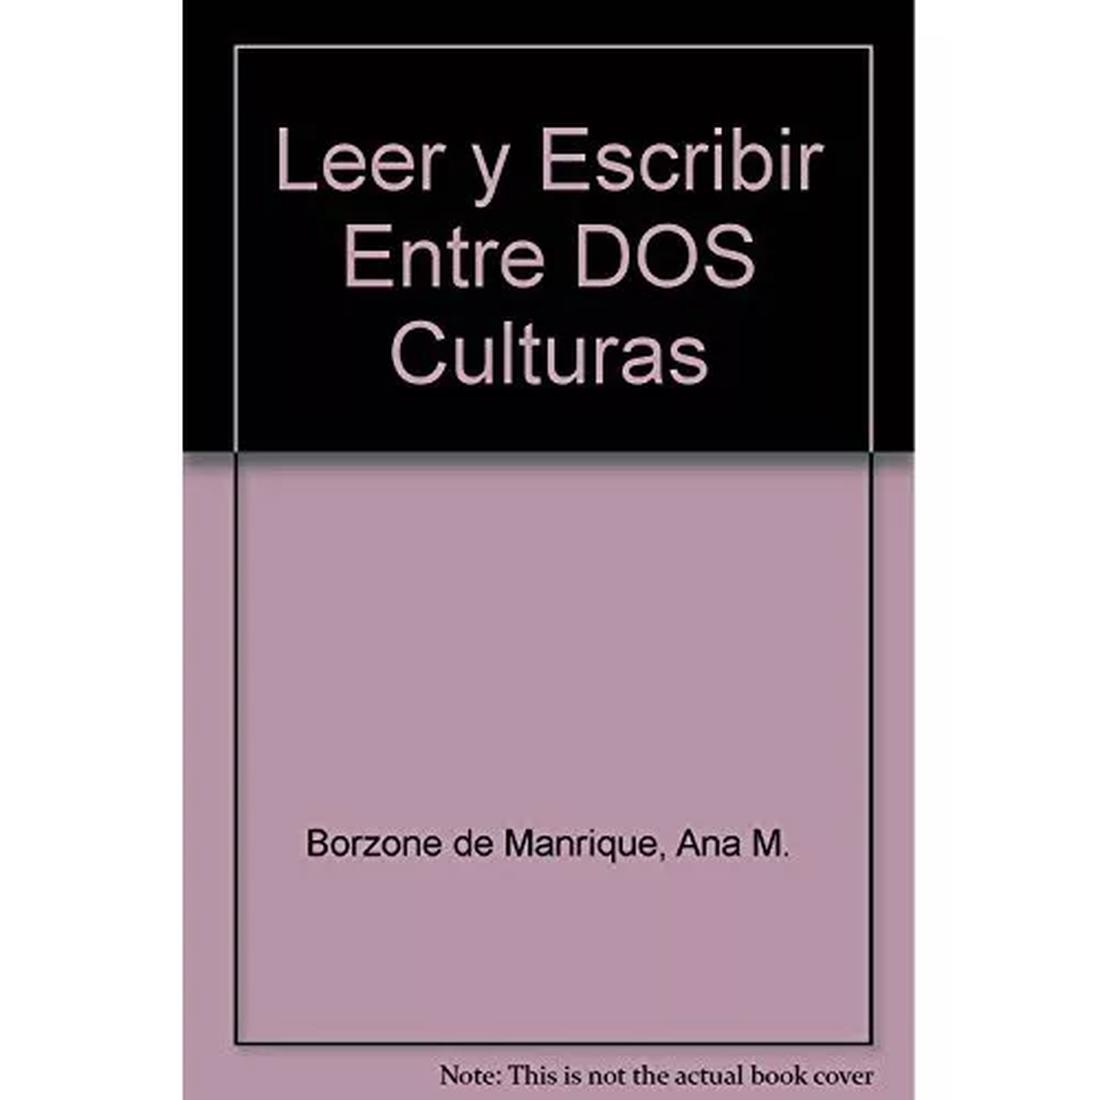 Leer y Escribir
Entre DOS
Culturas
Borzone de Manrique, Ana M.
Note: This is not the actual book cover